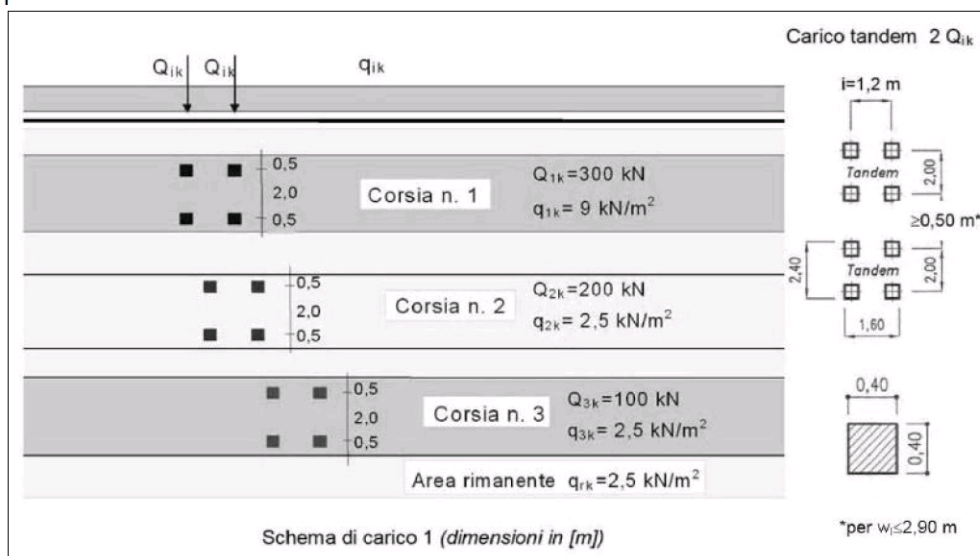 Carico tandem 2 Qik
Qik Qik qik
i=1,2 m
0,5
2,0
0,5
Corsia n. 1
Q1k=300 kN
q1k= 9 kN/m²
Tandem
2,00
≥0,50 m*
0,5
2,0
0,5
Corsia n. 2
Q2k=200 kN
q2k= 2,5 kN/m²
2,40
Tandem
2,00
1,60
0,5
2,0
0,5
Corsia n. 3
Q3k=100 kN
q3k= 2,5 kN/m²
0,40
0,40
Area rimanente qrk=2,5 kN/m²
Schema di carico 1 (dimensioni in [m])
*per wl≤2,90 m